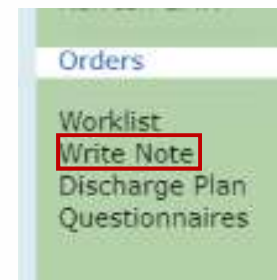 Orders
Worklist
Write Note
Discharge Plan
Questionnaires